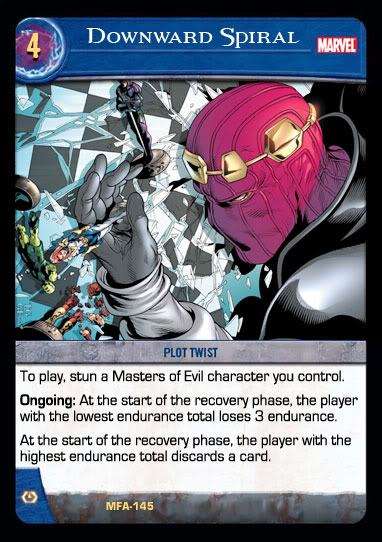 4
Downward Spiral
MARVEL
PLOT TWIST
To play, stun a Masters of Evil character you control.
Ongoing: At the start of the recovery phase, the player
with the lowest endurance total loses 3 endurance.
At the start of the recovery phase, the player with the
highest endurance total discards a card.
MFA-145